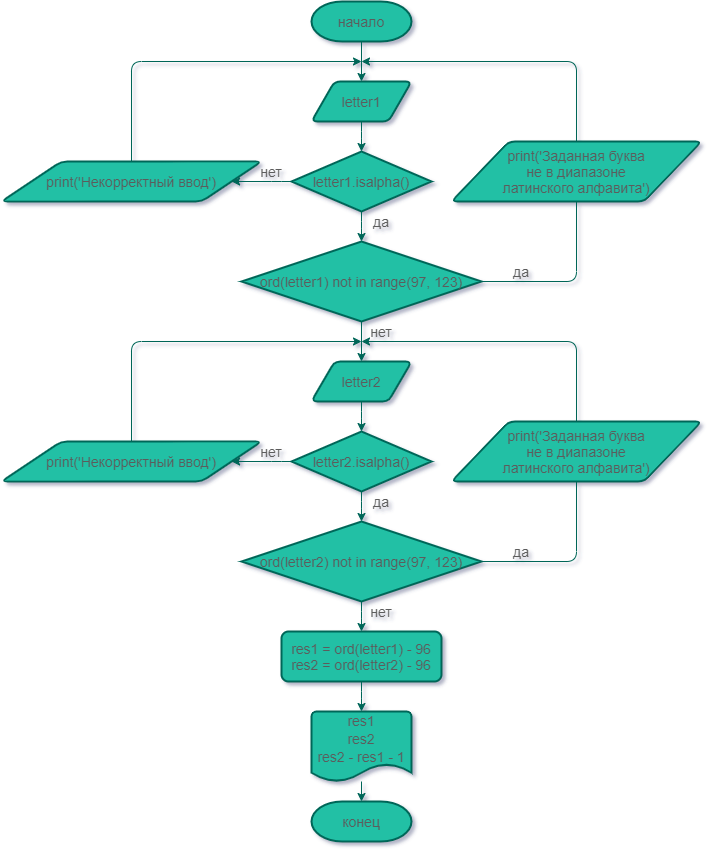 начало
letter1
print('Некорректный ввод')
нет
letter1.isalpha()
print('Заданная буква
не в диапазоне
латинского алфавита')
да
ord(letter1) not in range(97, 123)
да
нет
letter2
print('Некорректный ввод')
нет
letter2.isalpha()
print('Заданная буква
не в диапазоне
латинского алфавита')
да
ord(letter2) not in range(97, 123)
да
нет
res1 = ord(letter1) - 96
res2 = ord(letter2) - 96
res1
res2
res2 - res1 - 1
конец